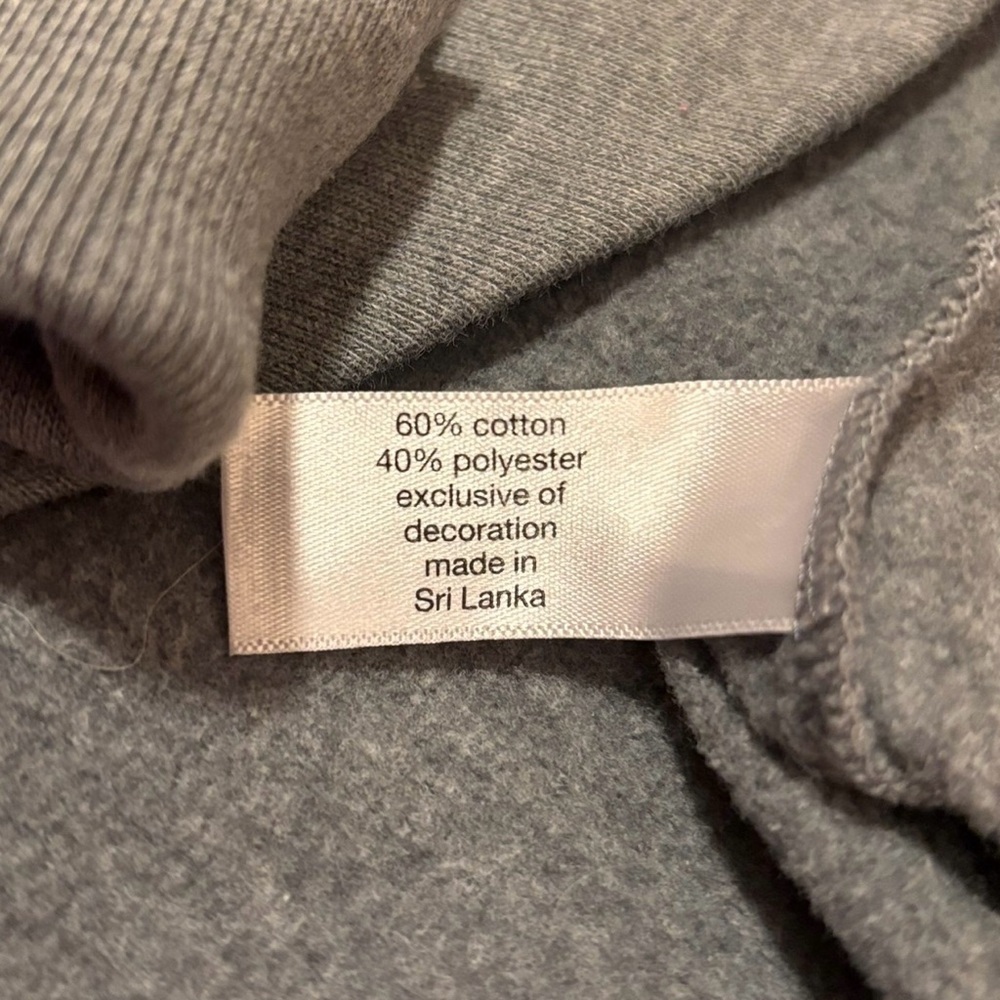 60% cotton
40% polyester
exclusive of
decoration
made in
Sri Lanka